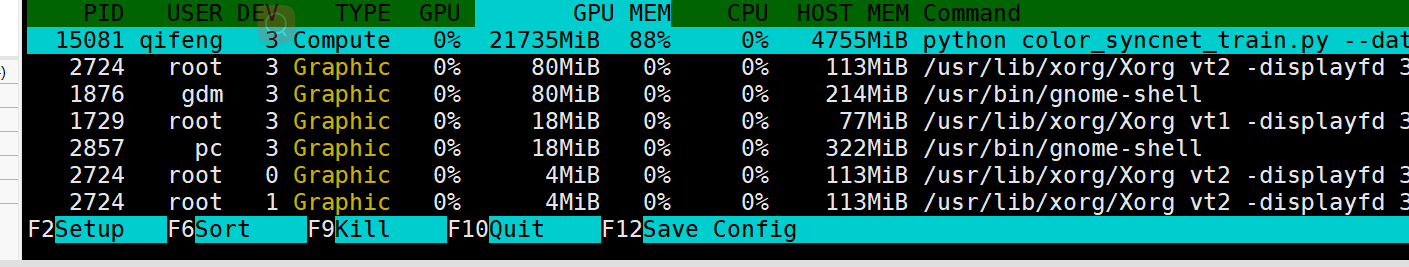 PID USER DEV TYPE GPU GPU MEM CPU HOST MEM Command
15081 qifeng 3 Compute 0% 21735MiB 88% 0% 4755MiB python color_syncnet_train.py --dat
2724 root 3 Graphic 0% 80MiB 0% 0% 113MiB /usr/lib/xorg/Xorg vt2 -displayfd 3
1876 gdm 3 Graphic 0% 80MiB 0% 0% 214MiB /usr/bin/gnome-shell
1729 root 3 Graphic 0% 18MiB 0% 0% 77MiB /usr/lib/xorg/Xorg vt1 -displayfd 3
2857 pc 3 Graphic 0% 18MiB 0% 0% 322MiB /usr/bin/gnome-shell
2724 root 0 Graphic 0% 4MiB 0% 0% 113MiB /usr/lib/xorg/Xorg vt2 -displayfd 3
2724 root 1 Graphic 0% 4MiB 0% 0% 113MiB /usr/lib/xorg/Xorg vt2 -displayfd 3
F2Setup F6Sort F9Kill F10Quit F12Save Config